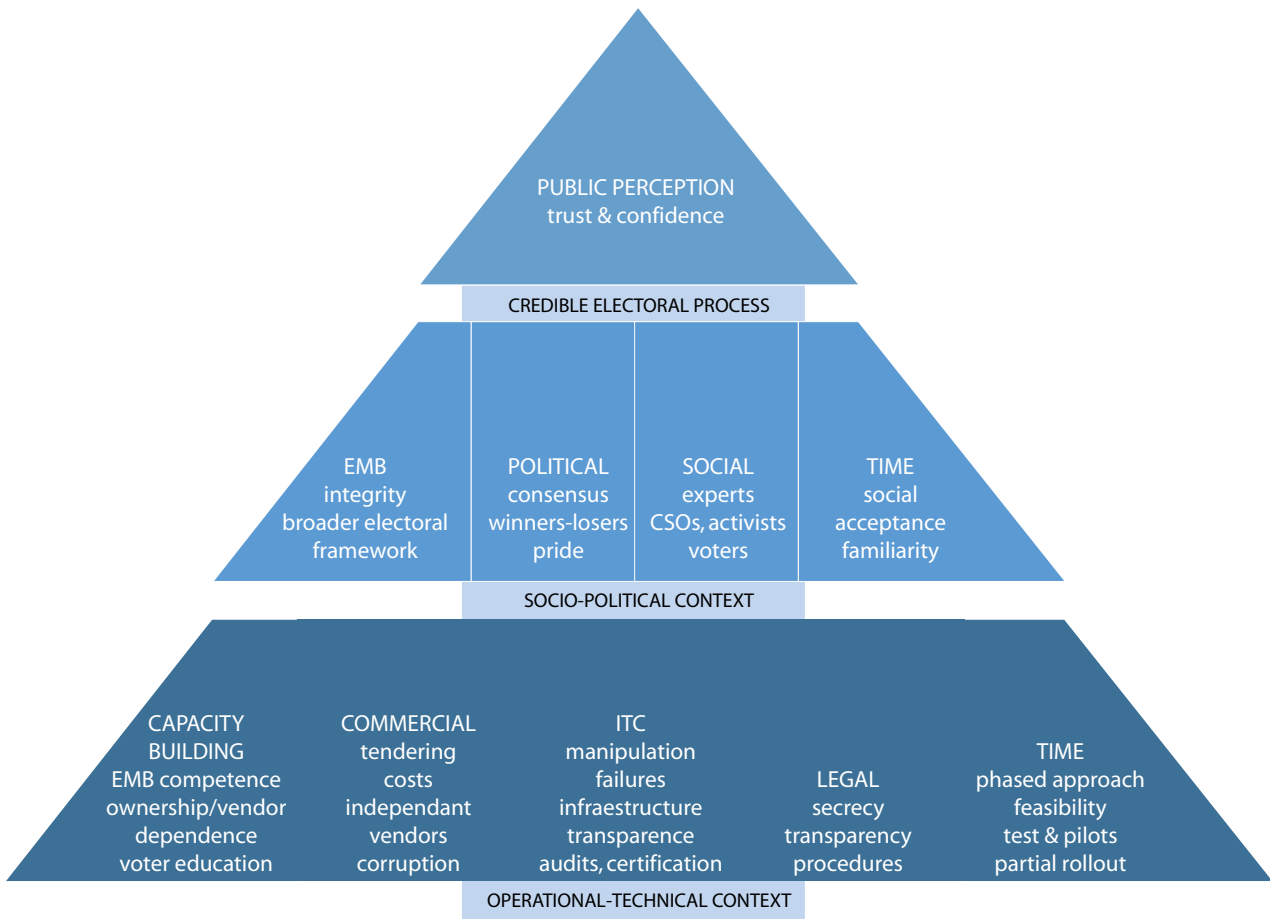 PUBLIC PERCEPTION
trust & confidence
CREDIBLE ELECTORAL PROCESS
EMB
integrity
broader electoral
framework
POLITICAL
consensus
winners-losers
pride
SOCIAL
experts
CSOs, activists
voters
TIME
social
acceptance
familiarity
SOCIO-POLITICAL CONTEXT
CAPACITY
BUILDING
EMB competence
ownership/vendor
dependence
voter education
COMMERCIAL
tendering
costs
independant
vendors
corruption
ITC
manipulation
failures
infraestructure
transparence
audits, certification
LEGAL
secrecy
transparency
procedures
TIME
phased approach
feasibility
test & pilots
partial rollout
OPERATIONAL-TECHNICAL CONTEXT